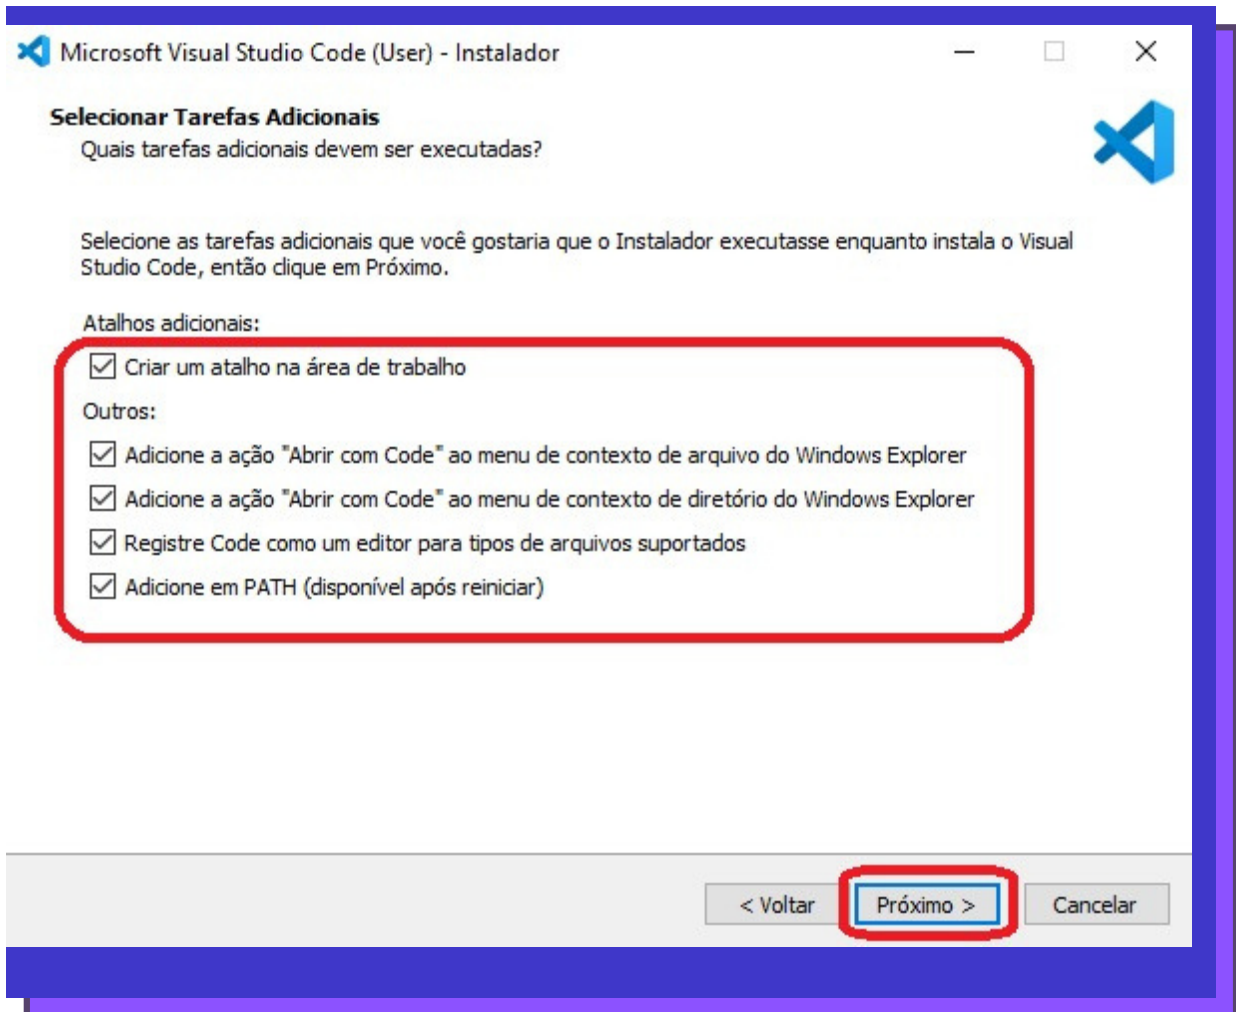 Microsoft Visual Studio Code (User) - Instalador
Selecionar Tarefas Adicionais
Quais tarefas adicionais devem ser executadas?
Selecione as tarefas adicionais que você gostaria que o Instalador executasse enquanto instala o Visual
Studio Code, então clique em Próximo.
Atalhos adicionais:
Criar um atalho na área de trabalho
Outros:
Adicione a ação "Abrir com Code" ao menu de contexto de arquivo do Windows Explorer
Adicione a ação "Abrir com Code" ao menu de contexto de diretório do Windows Explorer
Registre Code como um editor para tipos de arquivos suportados
Adicione em PATH (disponível após reiniciar)
< Voltar Próximo > Cancelar